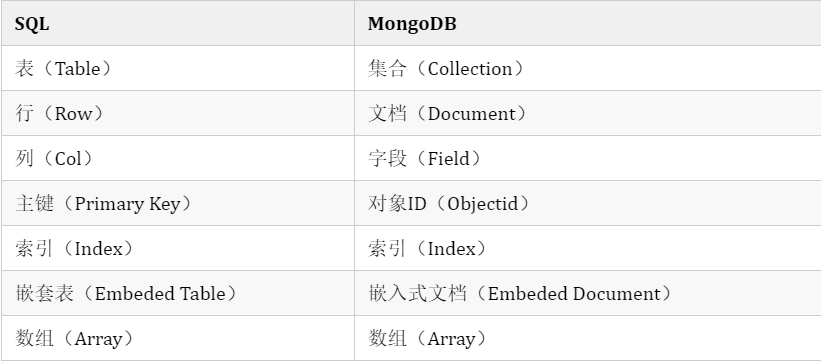 SQL MongoDB
表（Table） 集合（Collection）
行（Row） 文档（Document）
列（Col） 字段（Field）
主键（Primary Key） 对象ID（Objectid）
索引（Index） 索引（Index）
嵌套表（Embeded Table） 嵌入式文档（Embeded Document）
数组（Array） 数组（Array）